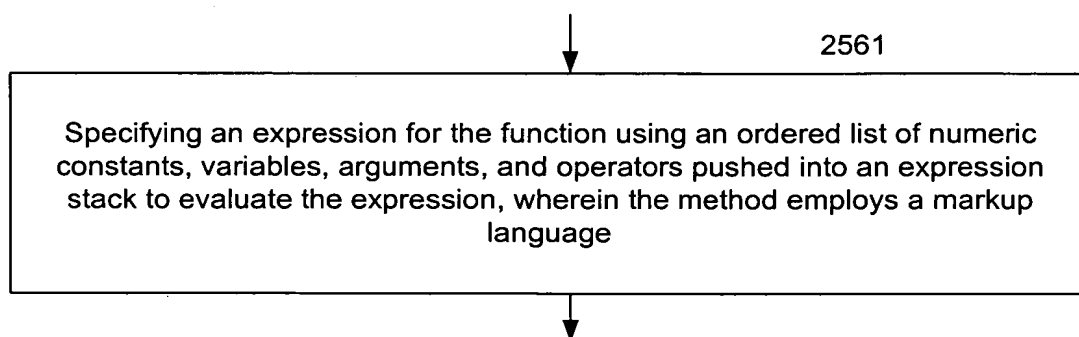 2561
Specifying an expression for the function using an ordered list of numeric
constants, variables, arguments, and operators pushed into an expression
stack to evaluate the expression, wherein the method employs a markup
language